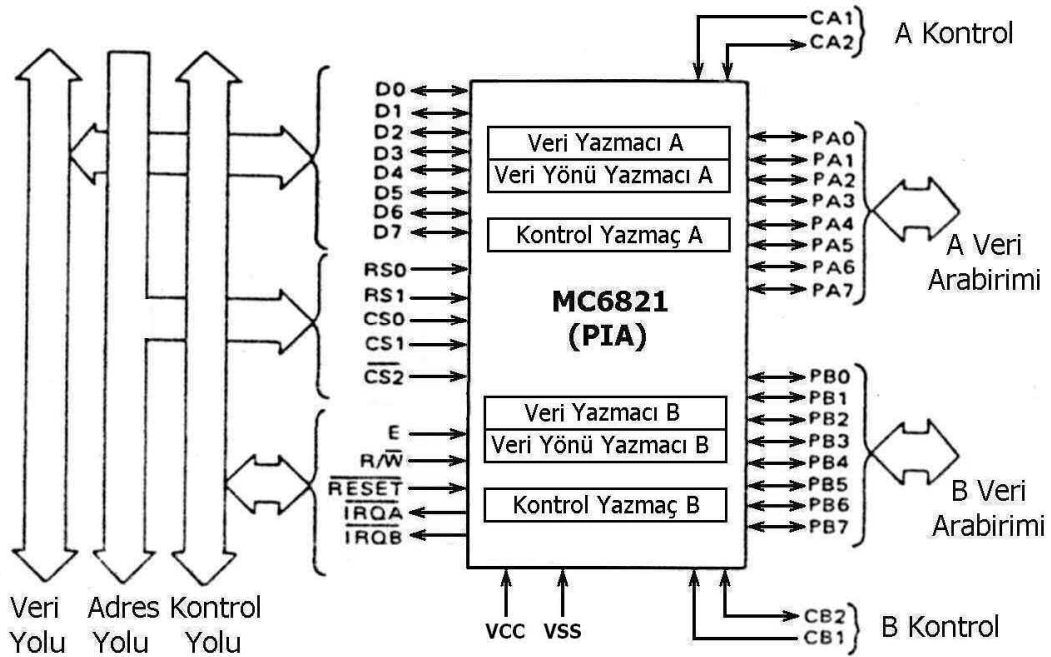 CA1
CA2
A Kontrol
D0
D1
D2
D3
D4
D5
D6
D7
RS0
RS1
CS0
CS1
CS2
E
R/W
RESET
IRQA
IRQB
Veri Yazmacı A
Veri Yönü Yazmacı A
Kontrol Yazmaç A
MC6821
(PIA)
Veri Yazmacı B
Veri Yönü Yazmacı B
Kontrol Yazmaç B
PA0
PA1
PA2
PA3
PA4
PA5
PA6
PA7
A Veri
Arabirimi
PB0
PB1
PB2
PB3
PB4
PB5
PB6
PB7
B Veri
Arabirimi
Veri
Yolu
Adres
Yolu
Kontrol
Yolu
VCC
VSS
CB2
CB1
B Kontrol